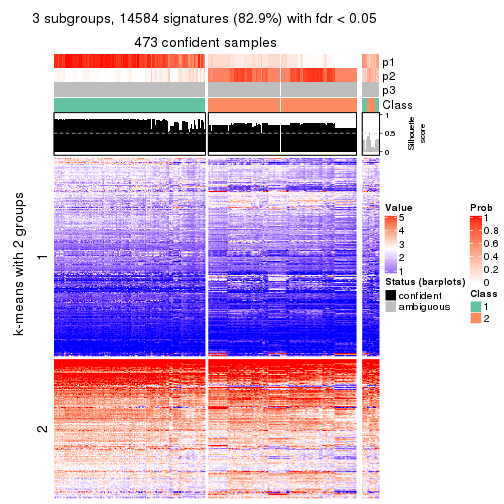 3 subgroups, 14584 signatures (82.9%) with fdr < 0.05
473 confident samples
p1
p2
p3
Class
1
0.5
0
Silhouette
score
k-means with 2 groups
1
2
Value
5
4
3
2
1
Status (barplots)
confident
ambiguous
Prob
1
0.8
0.6
0.4
0.2
0
Class
1
2